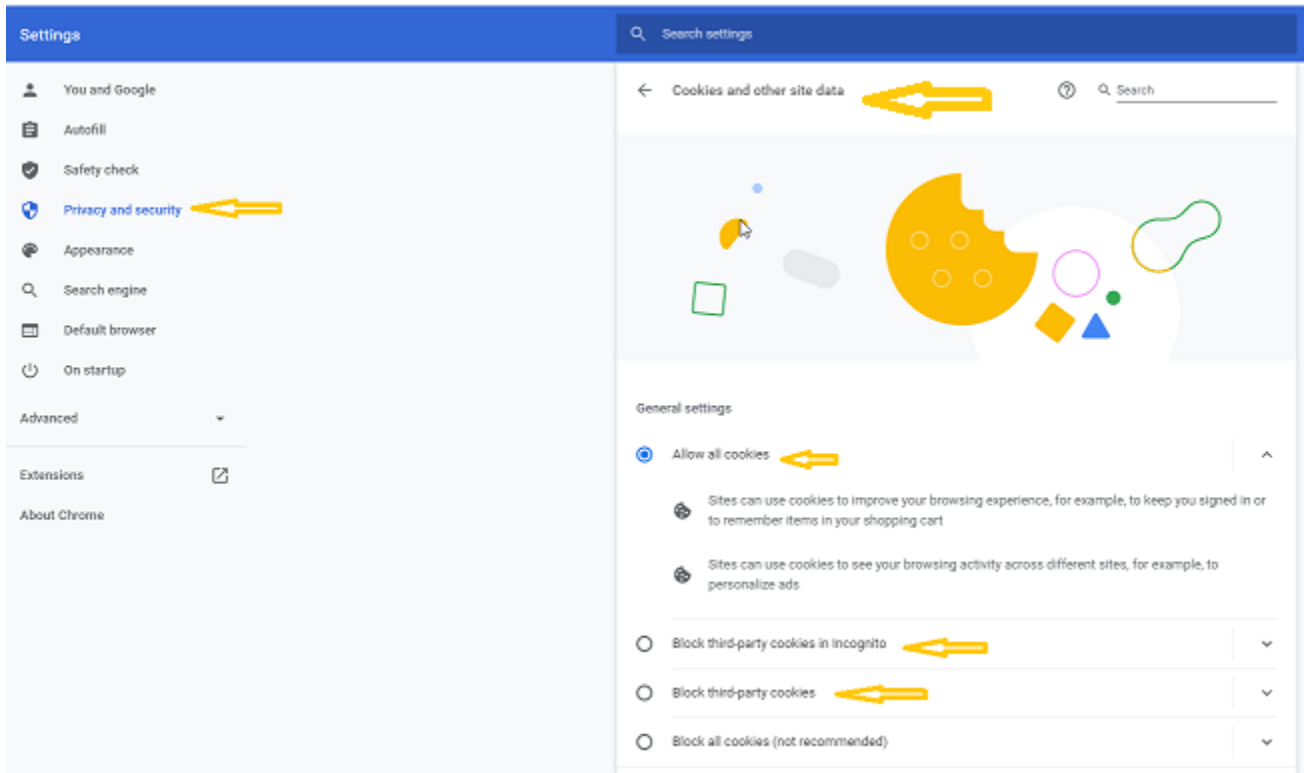 Settings
Search settings
You and Google
Autofill
Safety check
Privacy and security
Appearance
Search engine
Default browser
On startup
Advanced
Extensions
About Chrome
Cookies and other site data
Search
General settings
Allow all cookies
Sites can use cookies to improve your browsing experience, for example, to keep you signed in or
to remember items in your shopping cart
Sites can use cookies to see your browsing activity across different sites, for example, to
personalize ads
Block third-party cookies in Incognito
Block third-party cookies
Block all cookies (not recommended)